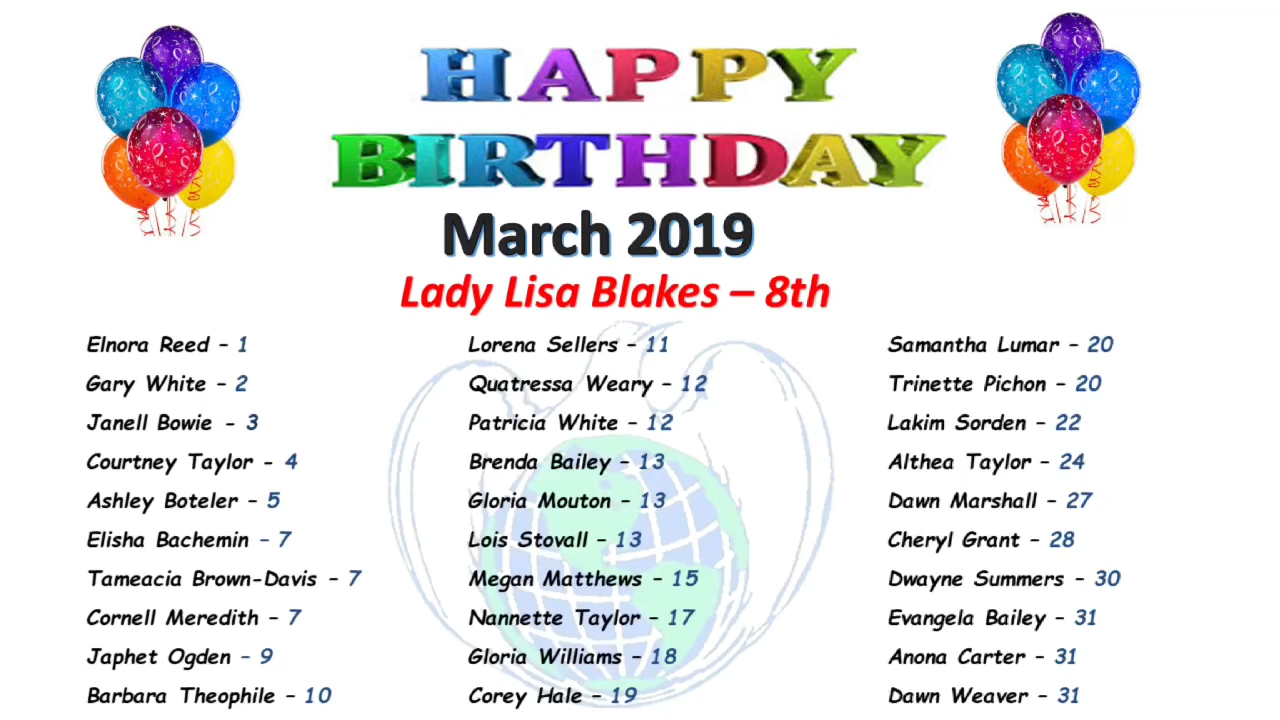 HAPPY
BIRTHDAY
March 2019
Lady Lisa Blakes – 8th
Elnora Reed – 1
Gary White – 2
Janell Bowie - 3
Courtney Taylor - 4
Ashley Boteler – 5
Elisha Bachemin – 7
Tameacia Brown-Davis – 7
Cornell Meredith – 7
Japhet Ogden – 9
Barbara Theophile – 10
Lorena Sellers – 11
Quatressa Weary – 12
Patricia White – 12
Brenda Bailey – 13
Gloria Mouton – 13
Lois Stovall – 13
Megan Matthews – 15
Nannette Taylor – 17
Gloria Williams – 18
Corey Hale – 19
Samantha Lumar – 20
Trinette Pichon – 20
Lakim Sorden – 22
Althea Taylor – 24
Dawn Marshall – 27
Cheryl Grant – 28
Dwayne Summers – 30
Evangela Bailey – 31
Anona Carter – 31
Dawn Weaver – 31